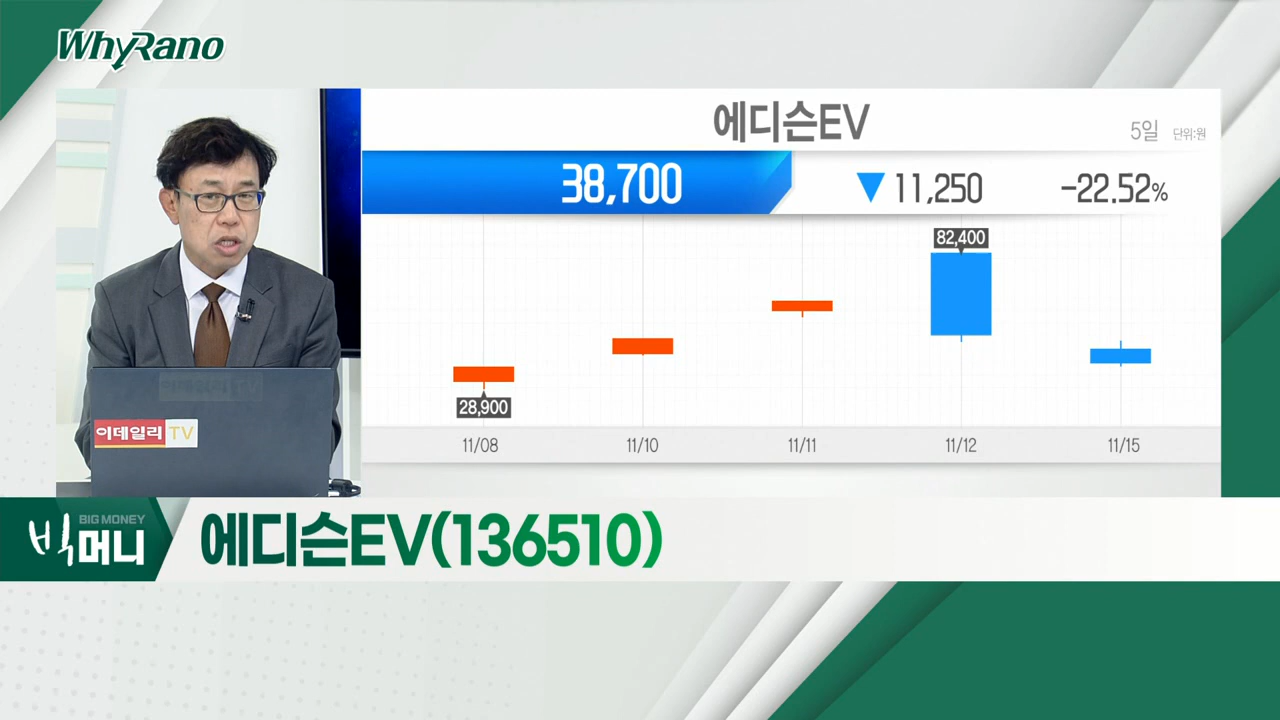 WhyRano
에디슨EV
5일 단위:원
38,700 ▼ 11,250 -22.52%
82,400
28,900
11/08 11/10 11/11 11/12 11/15
이데일리 TV
BIG MONEY
빅머니
에디슨EV(136510)